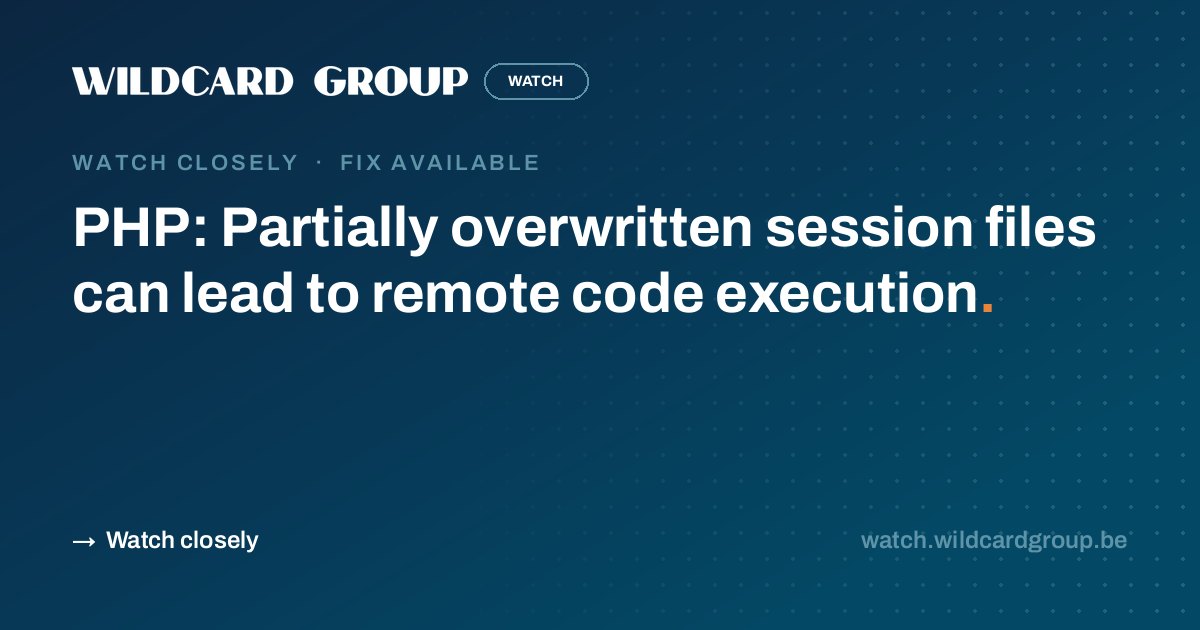 WILDCARD GROUP WATCH
WATCH CLOSELY · FIX AVAILABLE
PHP: Partially overwritten session files
can lead to remote code execution.
→ Watch closely
watch.wildcardgroup.be